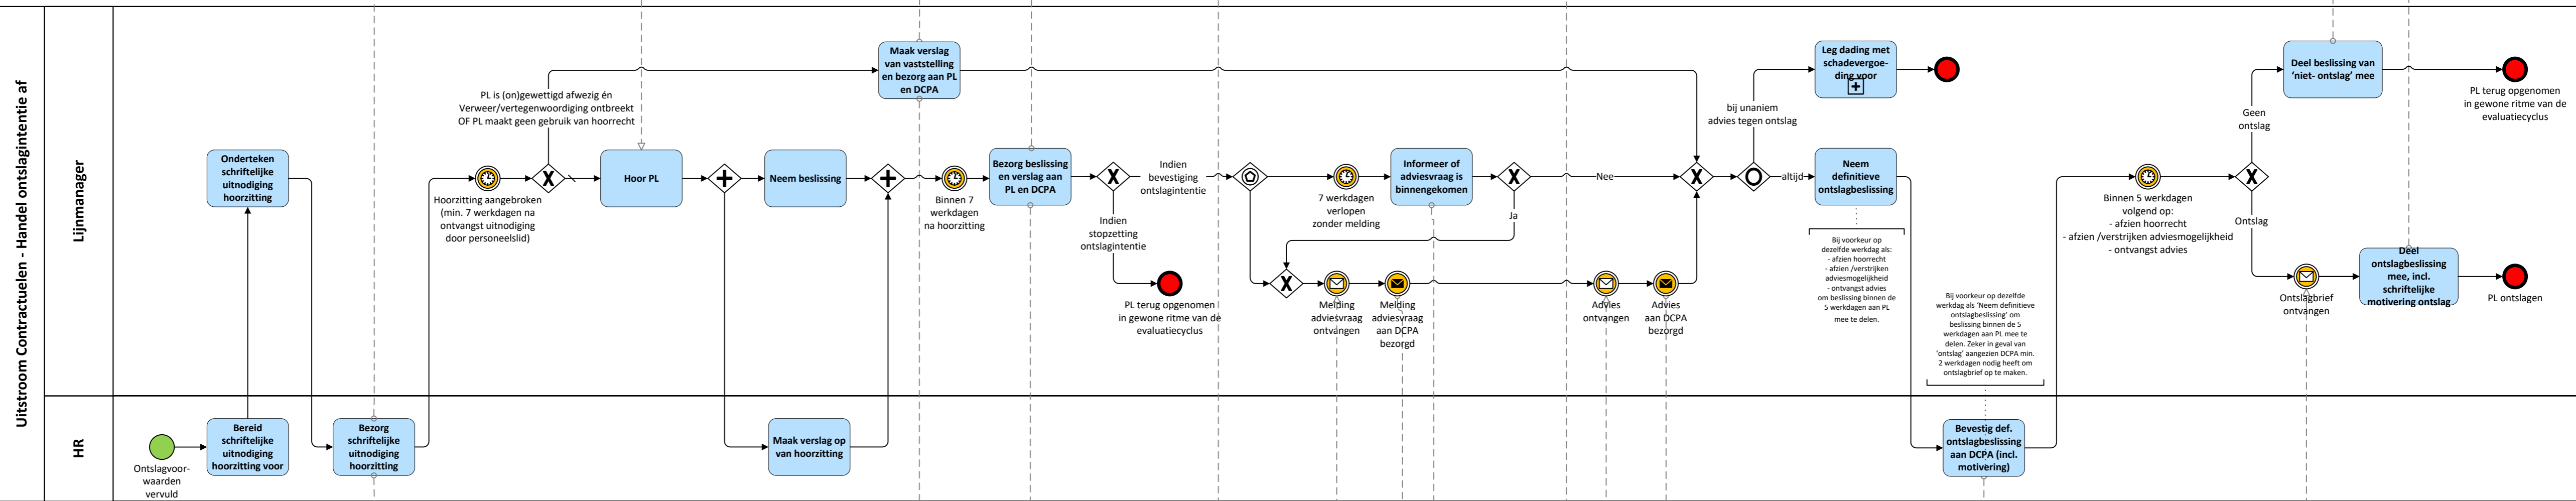 Uitstroom Contractuelen - Handel ontslagintentie af
Lijnmanager
HR
Ontslagvoor-
waarden
vervuld
Bereid
schriftelijke
uitnodiging
hoorzitting voor
Onderteken
schriftelijke
uitnodiging
hoorzitting
Bezorg
schriftelijke
uitnodiging
hoorzitting
Hoorzitting aangebroken
(min. 7 werkdagen na
ontvangst uitnodiging
door personeelslid)
PL is (on)gewettigd afwezig én
Verweer/vertegenwoordiging ontbreekt
OF PL maakt geen gebruik van hoorrecht
X
Hoor PL
Neem beslissing
Maak verslag op
van hoorzitting
Maak verslag
van vaststelling
en bezorg aan PL
en DCPA
Binnen 7
werkdagen
na hoorzitting
Bezorg beslissing
en verslag aan
PL en DCPA
X
Indien
bevestiging
ontslagintentie
Indien
stopzetting
ontslagintentie
PL terug opgenomen
in gewone ritme van de
evaluatiecyclus
7 werkdagen
verlopen
zonder melding
Informeer of
adviesvraag is
binnengekomen
X
Nee
Ja
X
Melding
adviesvraag
ontvangen
Melding
adviesvraag
aan DCPA
bezorgd
Advies
ontvangen
Advies
aan DCPA
bezorgd
X
bij unaniem
advies tegen ontslag
altijd
Leg dading met
schadevergoe-
ding voor
Neem
definitieve
ontslagbeslissing
Bij voorkeur op
dezelfde werkdag als:
- afzien hoorrecht
- afzien /verstrijken
adviesmogelijkheid
- ontvangst advies
om beslissing binnen de
5 werkdagen aan PL
mee te delen.
Bij voorkeur op dezelfde
werkdag als 'Neem definitieve
ontslagbeslissing' om
beslissing binnen de 5
werkdagen aan PL mee te
delen. Zeker in geval van
'ontslag' aangezien DCPA min.
2 werkdagen nodig heeft om
ontslagbrief op te maken.
Bevestig def.
ontslagbeslissing
aan DCPA (incl.
motivering)
Binnen 5 werkdagen
volgend op:
- afzien hoorrecht
- afzien /verstrijken adviesmogelijkheid
- ontvangst advies
X
Geen
ontslag
Ontslag
Deel beslissing van
'niet- ontslag' mee
PL terug opgenomen
in gewone ritme van de
evaluatiecyclus
Ontslagbrief
ontvangen
Deel
ontslagbeslissing
mee, incl.
schriftelijke
motivering ontslag
PL ontslagen